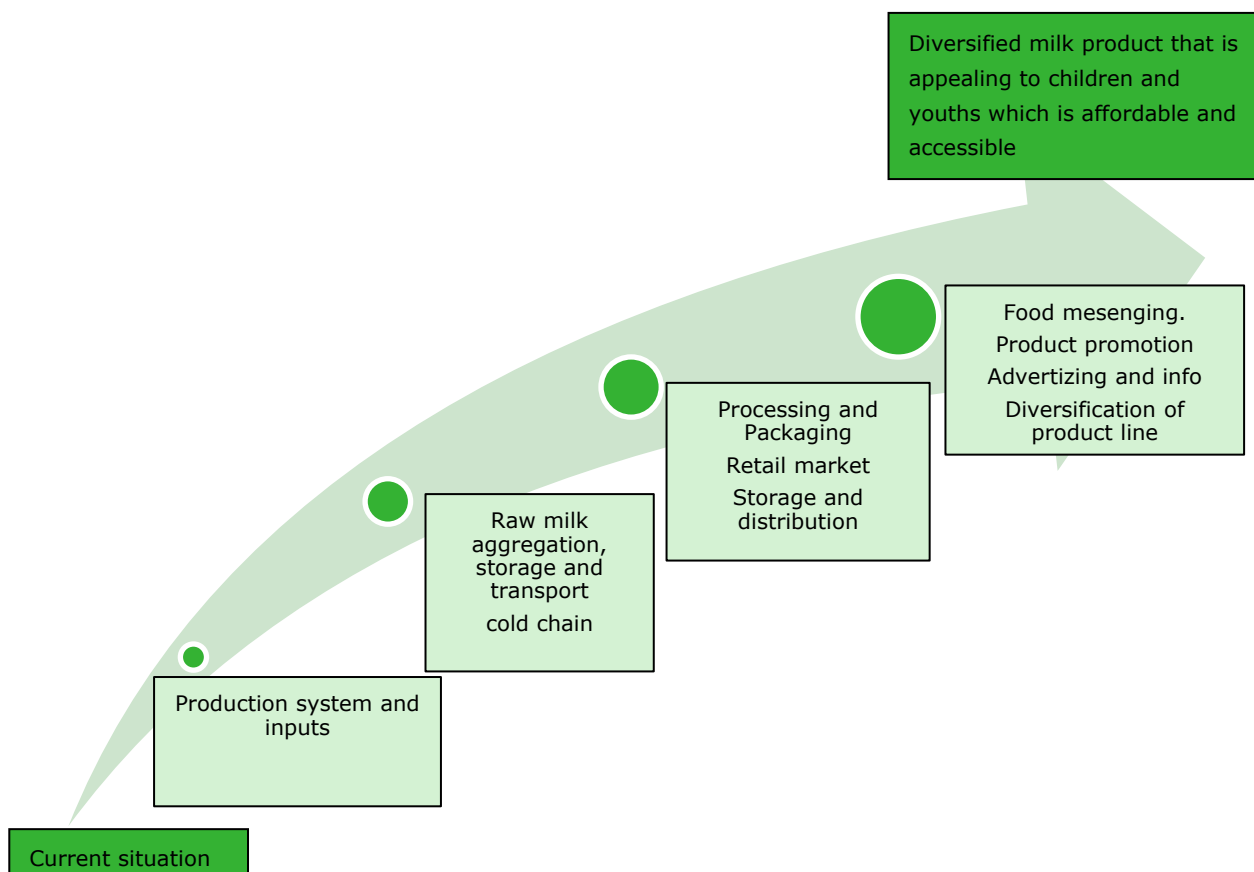 Diversified milk product that is
appealing to children and
youths which is affordable and
accessible
Food mesenging.
Product promotion
Advertizing and info
Diversification of
product line
Processing and
Packaging
Retail market
Storage and
distribution
Raw milk
aggregation,
storage and
transport
cold chain
Production system and
inputs
Current situation